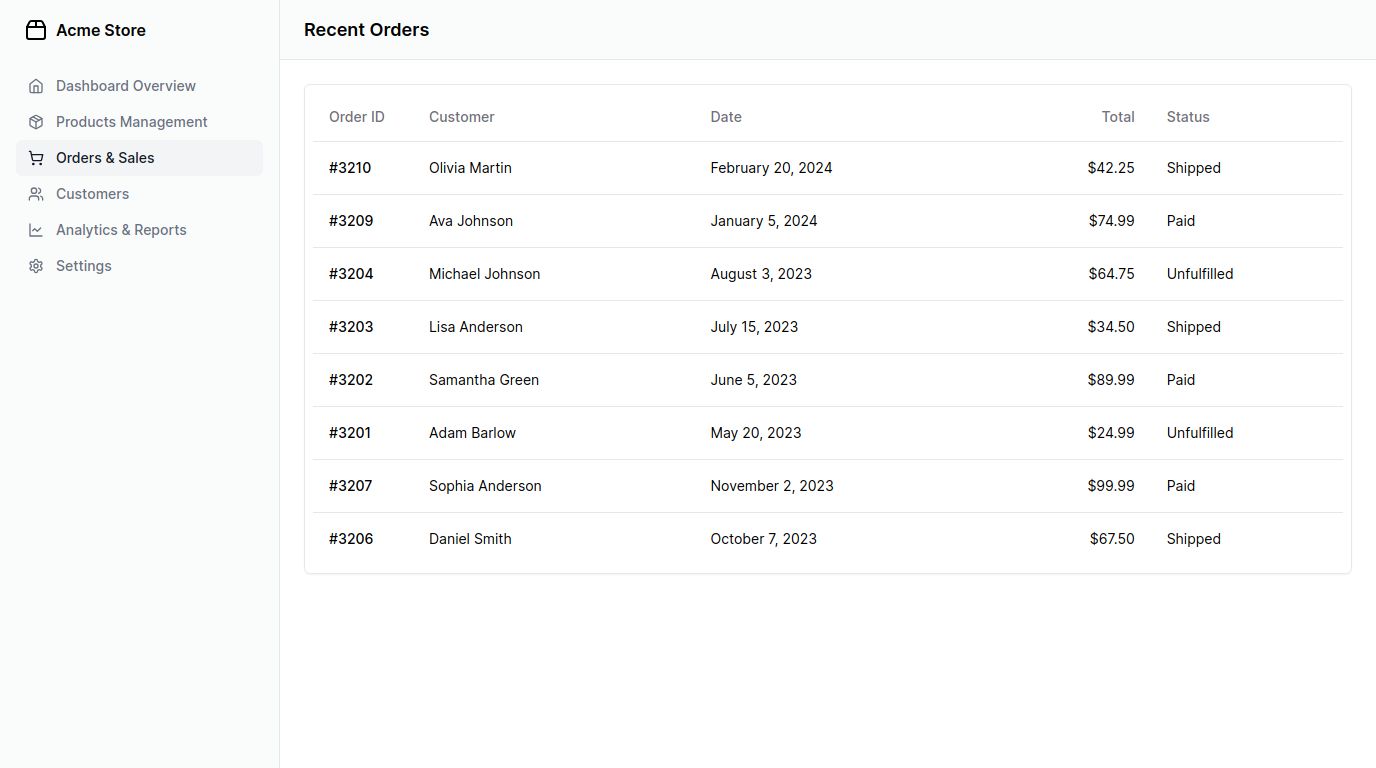 Acme Store
Dashboard Overview
Products Management
Orders & Sales
Customers
Analytics & Reports
Settings
Recent Orders
Order ID Customer Date Total Status
#3210 Olivia Martin February 20, 2024 $42.25 Shipped
#3209 Ava Johnson January 5, 2024 $74.99 Paid
#3204 Michael Johnson August 3, 2023 $64.75 Unfulfilled
#3203 Lisa Anderson July 15, 2023 $34.50 Shipped
#3202 Samantha Green June 5, 2023 $89.99 Paid
#3201 Adam Barlow May 20, 2023 $24.99 Unfulfilled
#3207 Sophia Anderson November 2, 2023 $99.99 Paid
#3206 Daniel Smith October 7, 2023 $67.50 Shipped